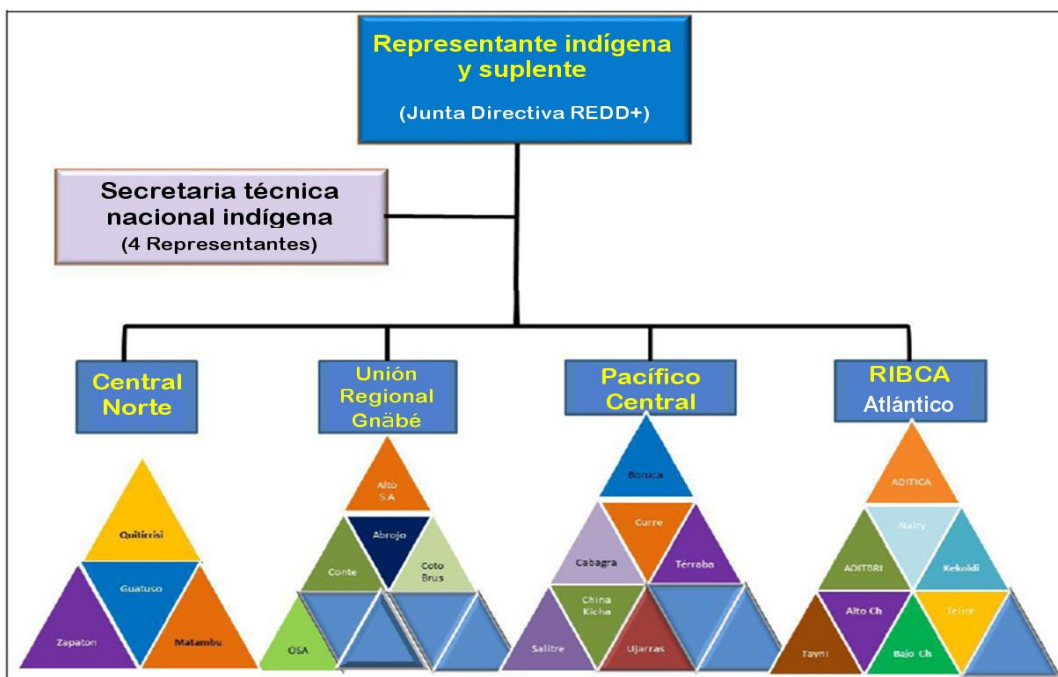 Representante indígena
y suplente
(Junta Directiva REDD+)
Secretaria técnica
nacional indígena
(4 Representantes)
Central
Norte
Unión
Regional
Gnäbé
Pacífico
Central
RIBCA
Atlántico
Quitirrisi
Guatuso
Zapaton
Matambu
Alto
S.A
Abrojo
Conte
Coto
Brus
OSA
Boruca
Curre
Cabagra
Terraba
China
Kicha
Salitre
Ujarras
ADITICA
Nairy
ADITBRI
Kekoldi
Alto Ch
Telire
Tayni
Bajo Ch